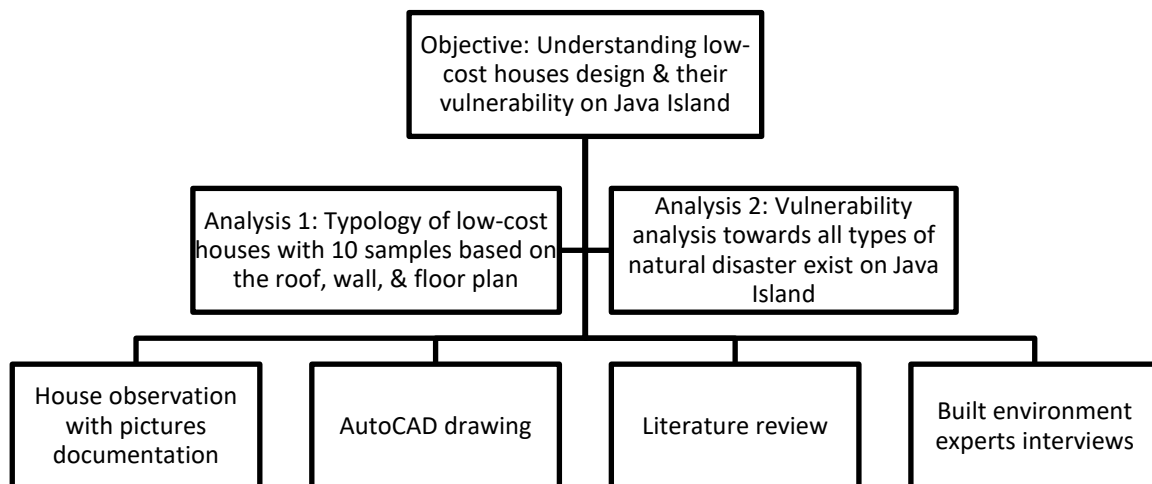 Objective: Understanding low-
cost houses design & their
vulnerability on Java Island
Analysis 1: Typology of low-cost
houses with 10 samples based on
the roof, wall, & floor plan
Analysis 2: Vulnerability
analysis towards all types of
natural disaster exist on Java
Island
House observation
with pictures
documentation
AutoCAD drawing
Literature review
Built environment
experts interviews